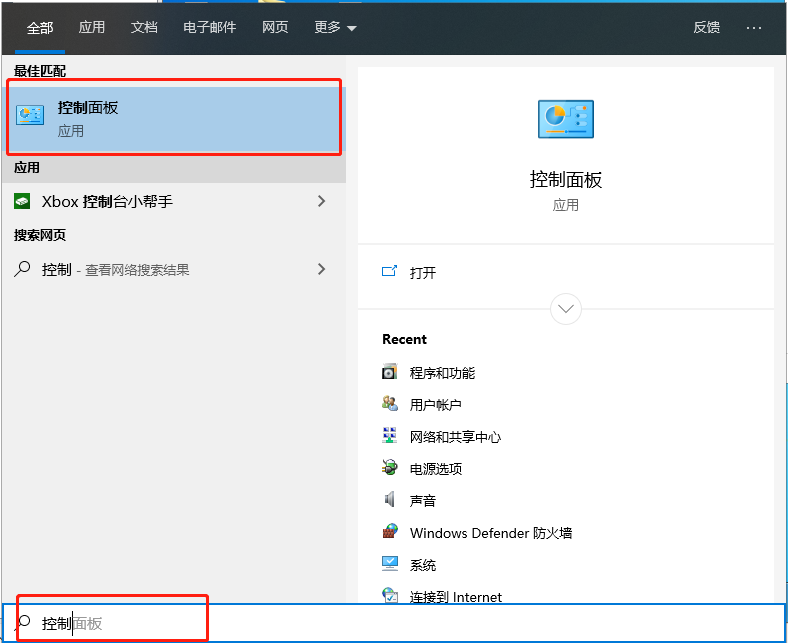 全部 应用 文档 电子邮件 网页 更多 反馈 ...
最佳匹配
控制面板
应用
应用
Xbox 控制台小帮手
搜索网页
控制 - 查看网络搜索结果
控制面板
应用
打开
Recent
程序和功能
用户帐户
网络和共享中心
电源选项
声音
Windows Defender 防火墙
系统
连接到 Internet
控制面板